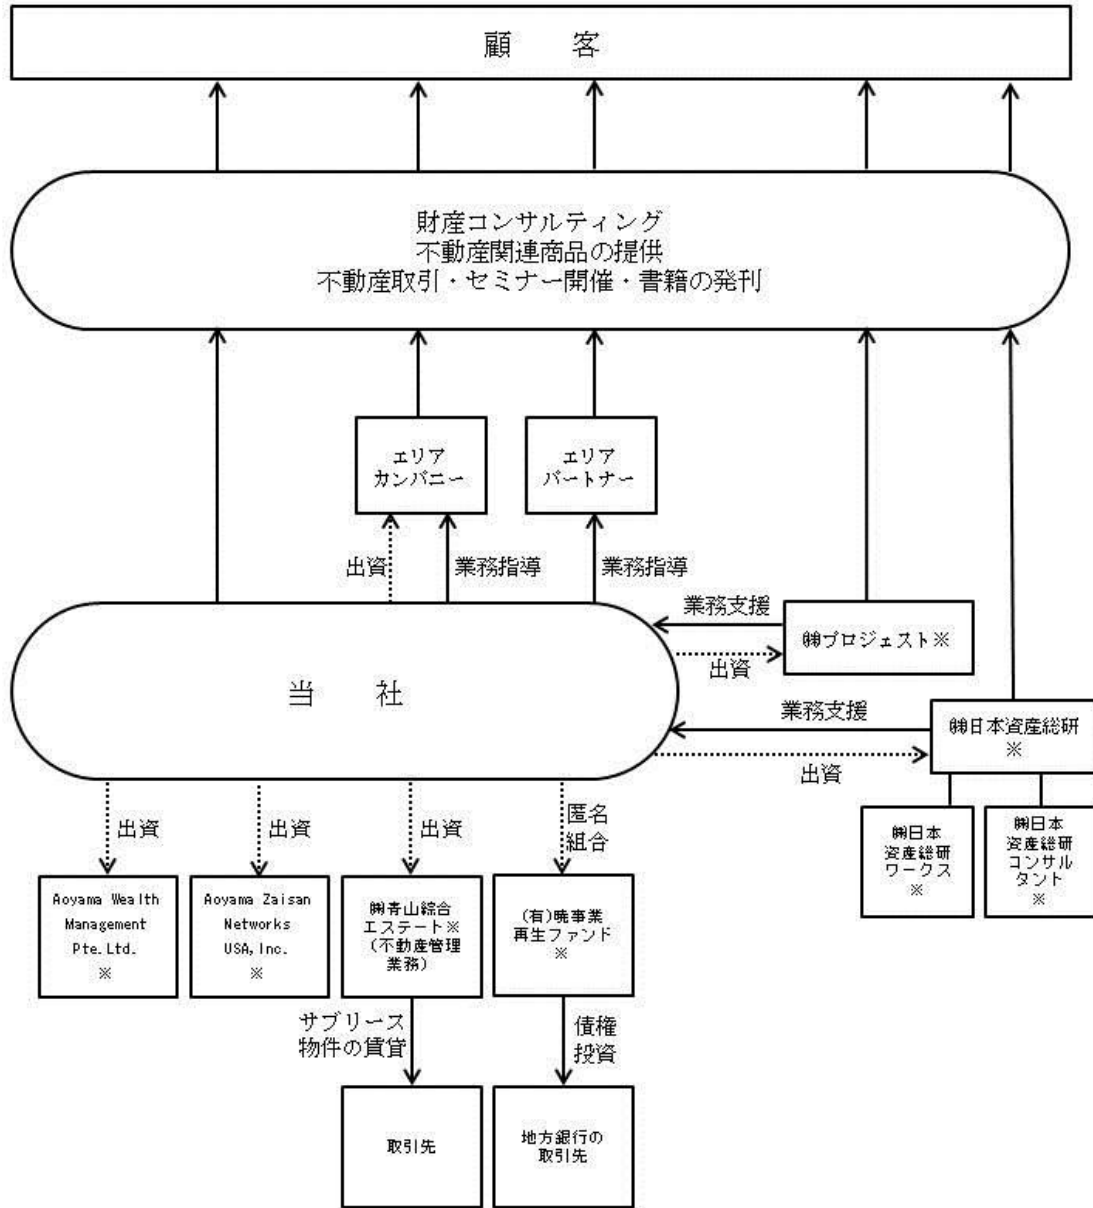 顧　客
財産コンサルティング
不動産関連商品の提供
不動産取引・セミナー開催・書籍の発刊
エリア
カンパニー
エリア
パートナー
出資
業務指導
業務指導
業務支援
㈱プロジェスト※
出資
当　社
業務支援
㈱日本資産総研
※
出資
㈱日本
資産総研
ワークス
※
㈱日本
資産総研
コンサル
タント※
出資
出資
出資
匿名
組合
Aoyama Wealth
Management
Pte.Ltd.
※
Aoyama Zaisan
Networks
USA,Inc.
※
㈱青山綜合
エステート※
（不動産管理
業務）
(有)暁事業
再生ファンド
※
サブリース
物件の賃貸
債権
投資
取引先
地方銀行の
取引先